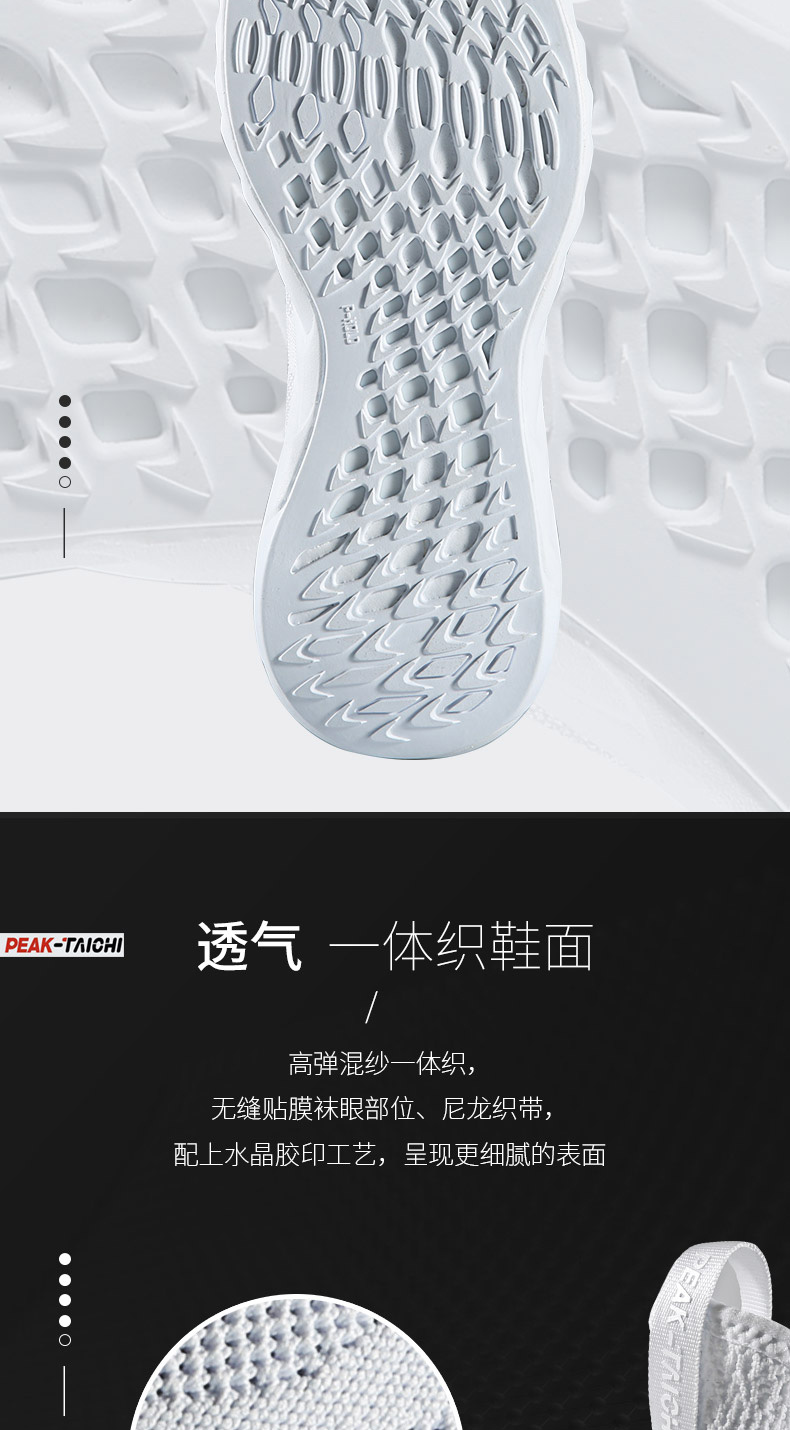 PEAK-TAICHI
透气 一体织鞋面
/
高弹混纱一体织，
无缝贴膜袜眼部位、尼龙织带，
配上水晶胶印工艺，呈现更细腻的表面
PEAK-TAICH